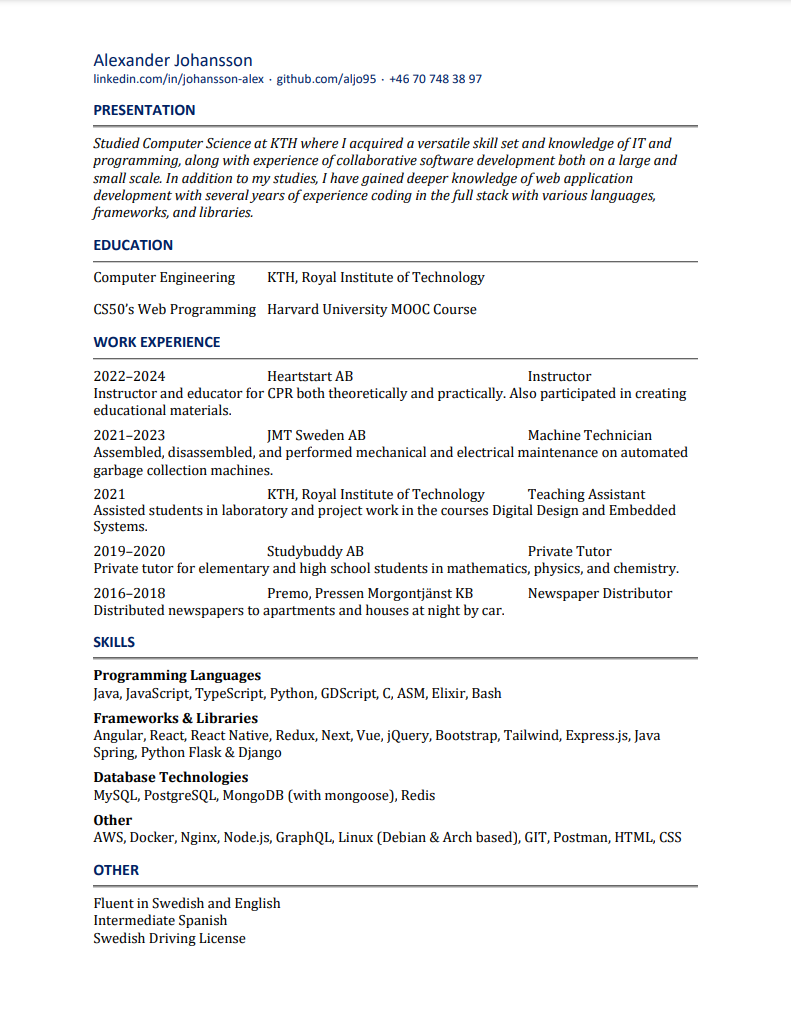 Alexander Johansson
linkedin.com/in/johansson-alex · github.com/aljo95 · +46 70 748 38 97
PRESENTATION
Studied Computer Science at KTH where I acquired a versatile skill set and knowledge of IT and
programming, along with experience of collaborative software development both on a large and
small scale. In addition to my studies, I have gained deeper knowledge of web application
development with several years of experience coding in the full stack with various languages,
frameworks, and libraries.
EDUCATION
Computer Engineering KTH, Royal Institute of Technology
CS50’s Web Programming Harvard University MOOC Course
WORK EXPERIENCE
2022–2024 Heartstart AB Instructor
Instructor and educator for CPR both theoretically and practically. Also participated in creating
educational materials.
2021–2023 JMT Sweden AB Machine Technician
Assembled, disassembled, and performed mechanical and electrical maintenance on automated
garbage collection machines.
2021 KTH, Royal Institute of Technology Teaching Assistant
Assisted students in laboratory and project work in the courses Digital Design and Embedded
Systems.
2019–2020 Studybuddy AB Private Tutor
Private tutor for elementary and high school students in mathematics, physics, and chemistry.
2016–2018 Premo, Pressen Morgontjänst KB Newspaper Distributor
Distributed newspapers to apartments and houses at night by car.
SKILLS
Programming Languages
Java, JavaScript, TypeScript, Python, GDScript, C, ASM, Elixir, Bash
Frameworks & Libraries
Angular, React, React Native, Redux, Next, Vue, jQuery, Bootstrap, Tailwind, Express.js, Java
Spring, Python Flask & Django
Database Technologies
MySQL, PostgreSQL, MongoDB (with mongoose), Redis
Other
AWS, Docker, Nginx, Node.js, GraphQL, Linux (Debian & Arch based), GIT, Postman, HTML, CSS
OTHER
Fluent in Swedish and English
Intermediate Spanish
Swedish Driving License